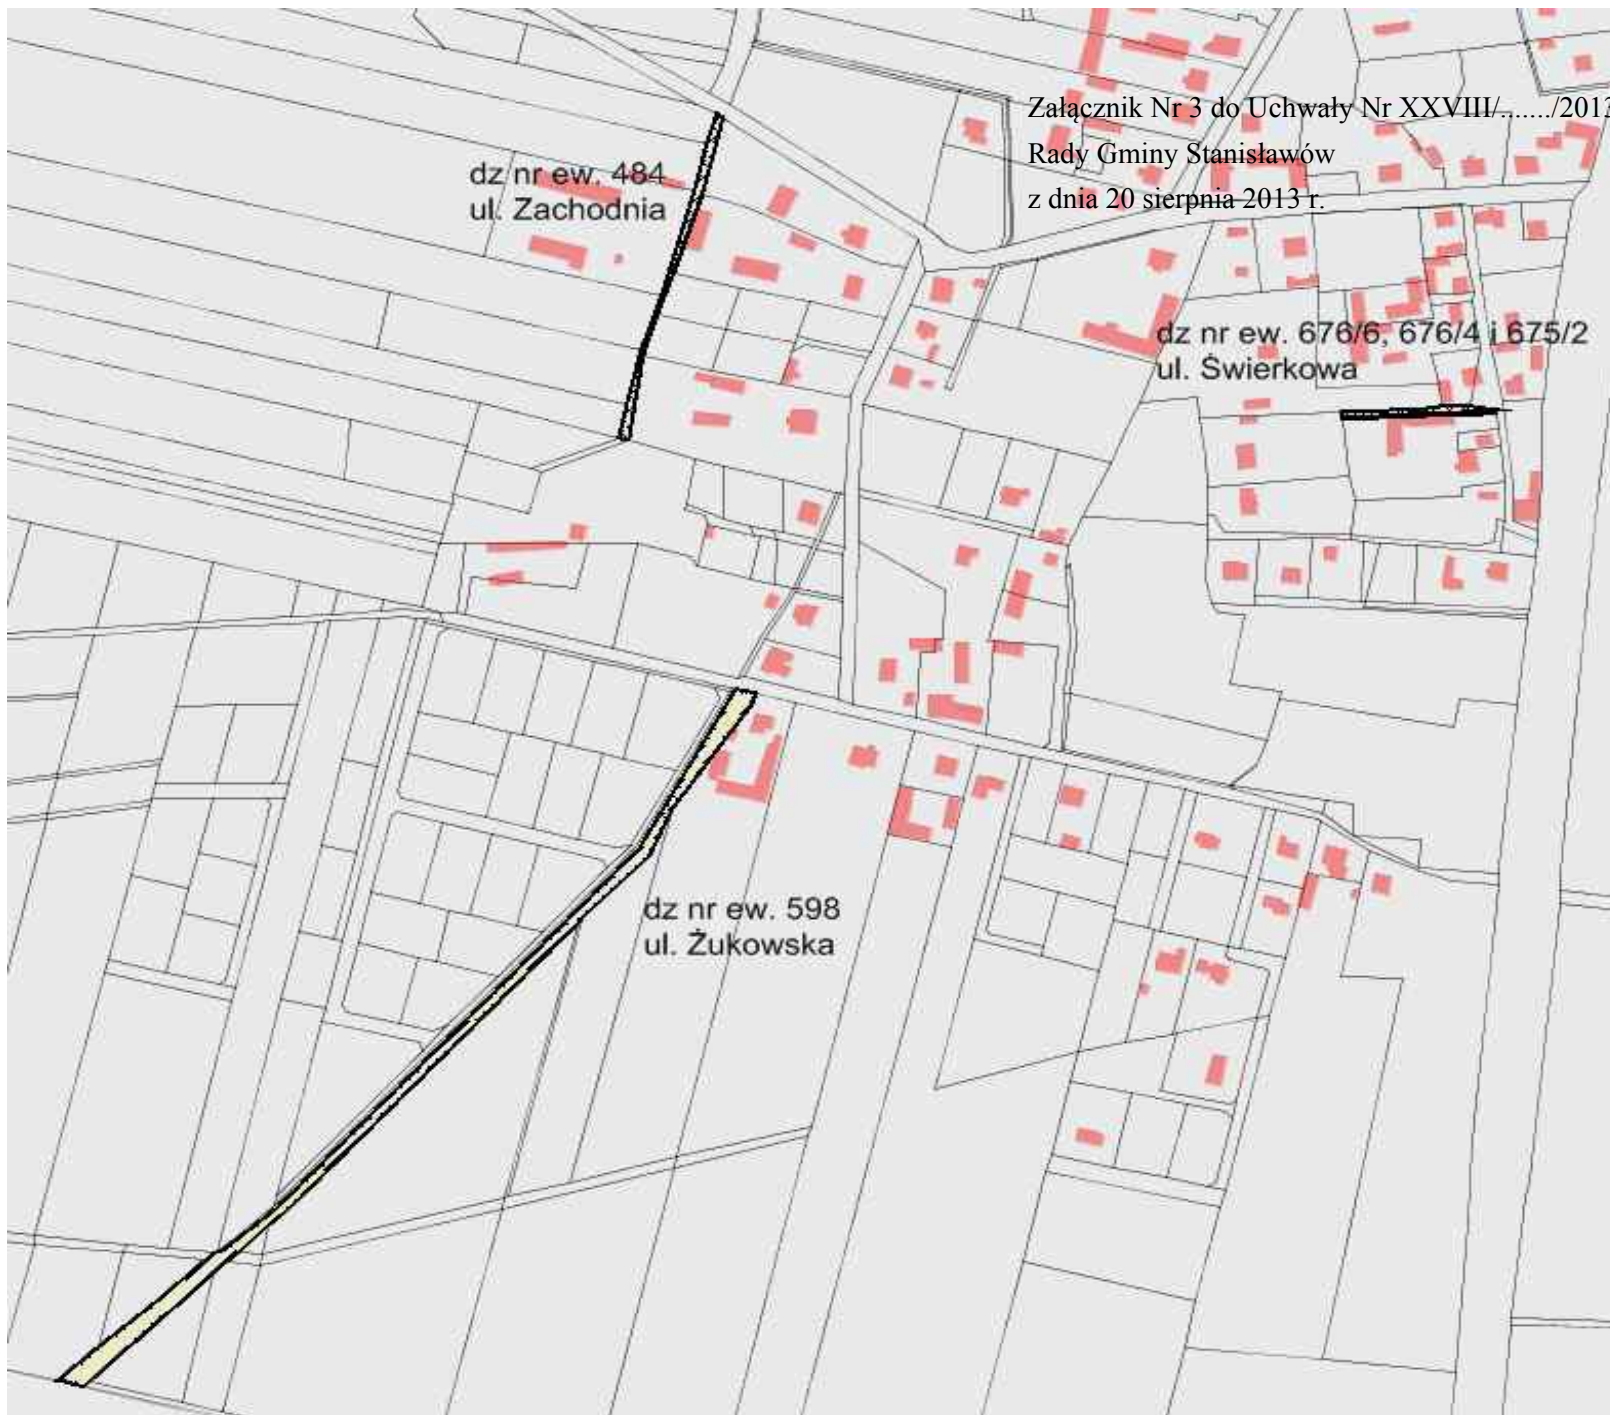 Załącznik Nr 3 do Uchwały Nr XXVIII/......./2013
Rady Gminy Stanisławów
z dnia 20 sierpnia 2013 r.
dz nr ew. 484
ul. Zachodnia
dz nr ew. 676/6, 676/4 i 675/2
ul. Świerkowa
dz nr ew. 598
ul. Żukowska